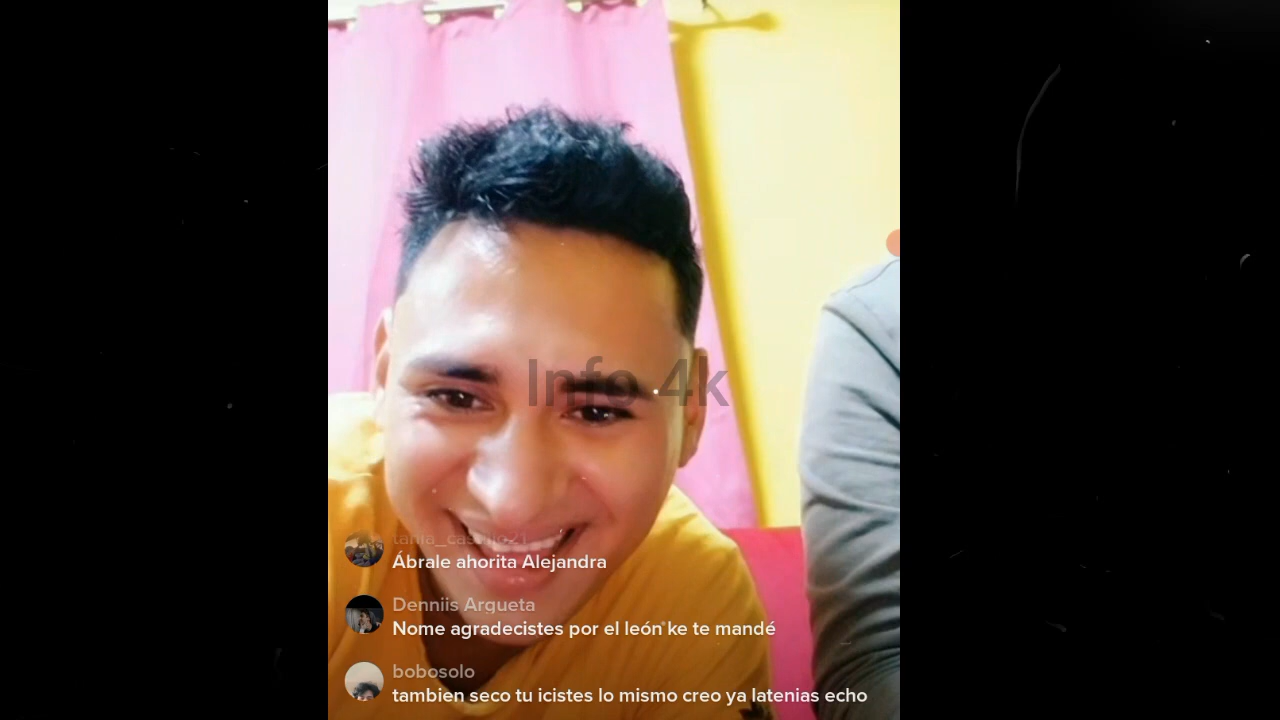 Info 4k
Ábrale ahorita Alejandra
Denniis Argueta
Nome agradecistes por el león ke te mandé
bobosolo
tambien seco tu icistes lo mismo creo ya latenias echo